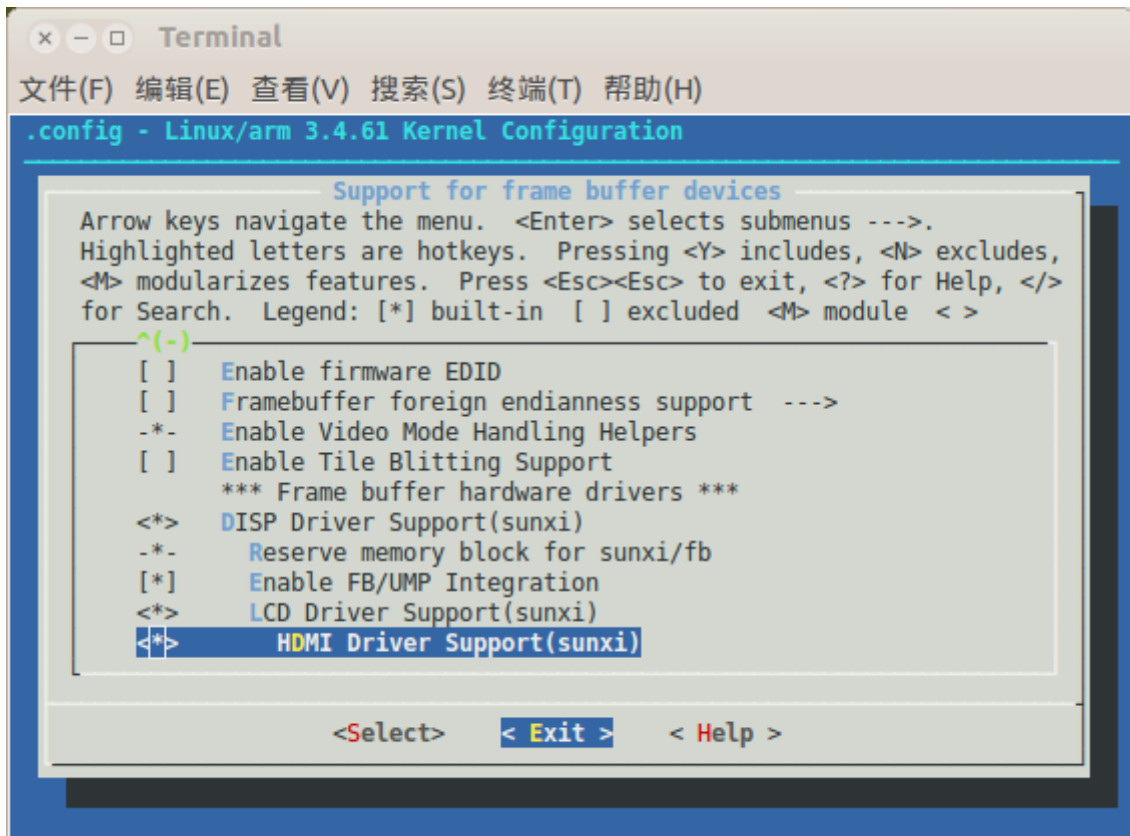 Terminal
文件(F) 编辑(E) 查看(V) 搜索(S) 终端(T) 帮助(H)
.config - Linux/arm 3.4.61 Kernel Configuration
Support for frame buffer devices
Arrow keys navigate the menu.  <Enter> selects submenus --->.
Highlighted letters are hotkeys.  Pressing <Y> includes, <N> excludes,
<M> modularizes features.  Press <Esc><Esc> to exit, <?> for Help, </>
for Search.  Legend: [*] built-in  [ ] excluded  <M> module  < >
^(-)
[ ]   Enable firmware EDID
[ ]   Framebuffer foreign endianness support  --->
-*-   Enable Video Mode Handling Helpers
[ ]   Enable Tile Blitting Support
*** Frame buffer hardware drivers ***
<*>   DISP Driver Support(sunxi)
-*-     Reserve memory block for sunxi/fb
[*]     Enable FB/UMP Integration
<*>     LCD Driver Support(sunxi)
<*>       HDMI Driver Support(sunxi)
<Select>    < Exit >    < Help >